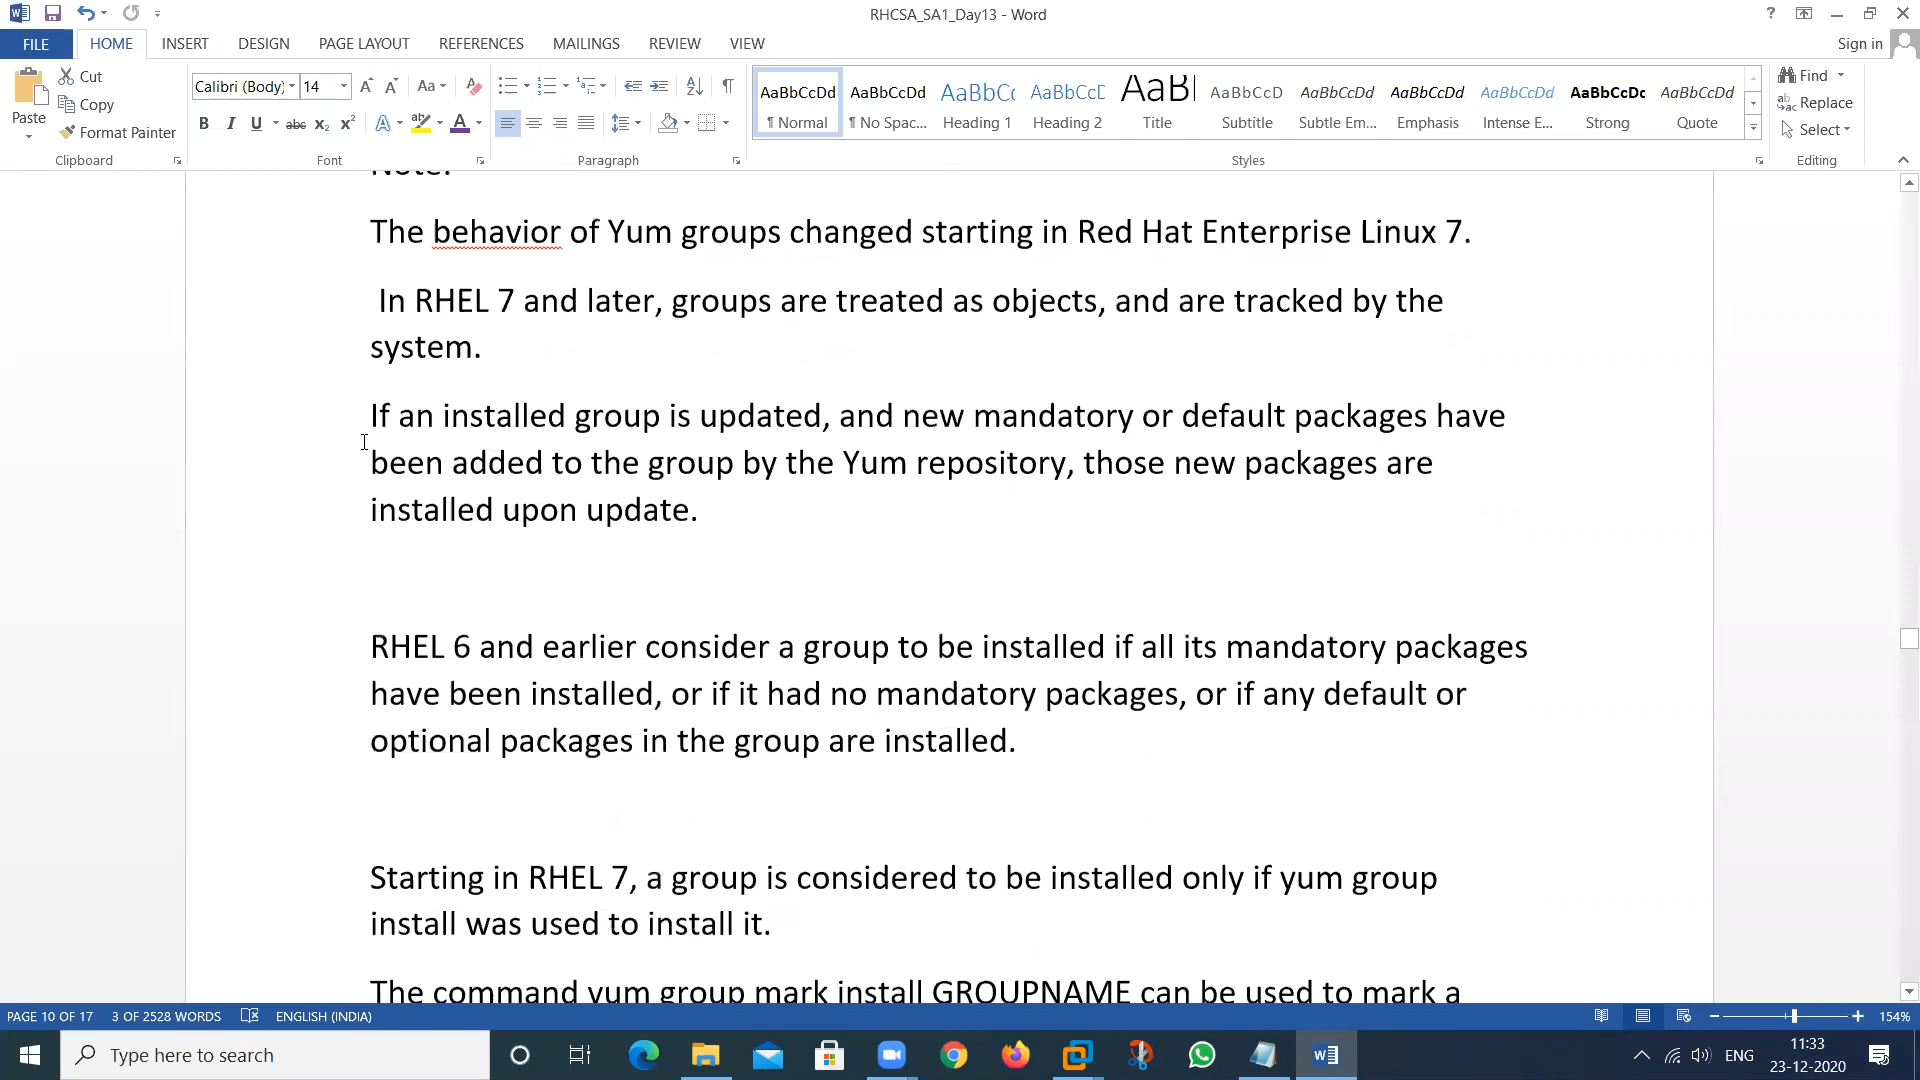 RHCSA_SA1_Day13 - Word
FILE HOME INSERT DESIGN PAGE LAYOUT REFERENCES MAILINGS REVIEW VIEW Sign in
Paste Cut Copy Format Painter
Calibri (Body) 14 Aa
B I U abc X₂ X² A A
AaBbCcDd AaBbCcDd AaBbCc AaBbCcC AaBl AaBbCcD AaBbCcDd AaBbCcDd AaBbCcDd AaBbCcDc AaBbCcDd
¶ Normal ¶ No Spac... Heading 1 Heading 2 Title Subtitle Subtle Em... Emphasis Intense E... Strong Quote
Find
Replace
Select
Clipboard Font Paragraph Styles Editing
Note:
The behavior of Yum groups changed starting in Red Hat Enterprise Linux 7.
In RHEL 7 and later, groups are treated as objects, and are tracked by the
system.
If an installed group is updated, and new mandatory or default packages have
been added to the group by the Yum repository, those new packages are
installed upon update.
RHEL 6 and earlier consider a group to be installed if all its mandatory packages
have been installed, or if it had no mandatory packages, or if any default or
optional packages in the group are installed.
Starting in RHEL 7, a group is considered to be installed only if yum group
install was used to install it.
The command yum group mark install GROUPNAME can be used to mark a
PAGE 10 OF 17 3 OF 2528 WORDS ENGLISH (INDIA) 154%
Type here to search
ENG
11:33
23-12-2020